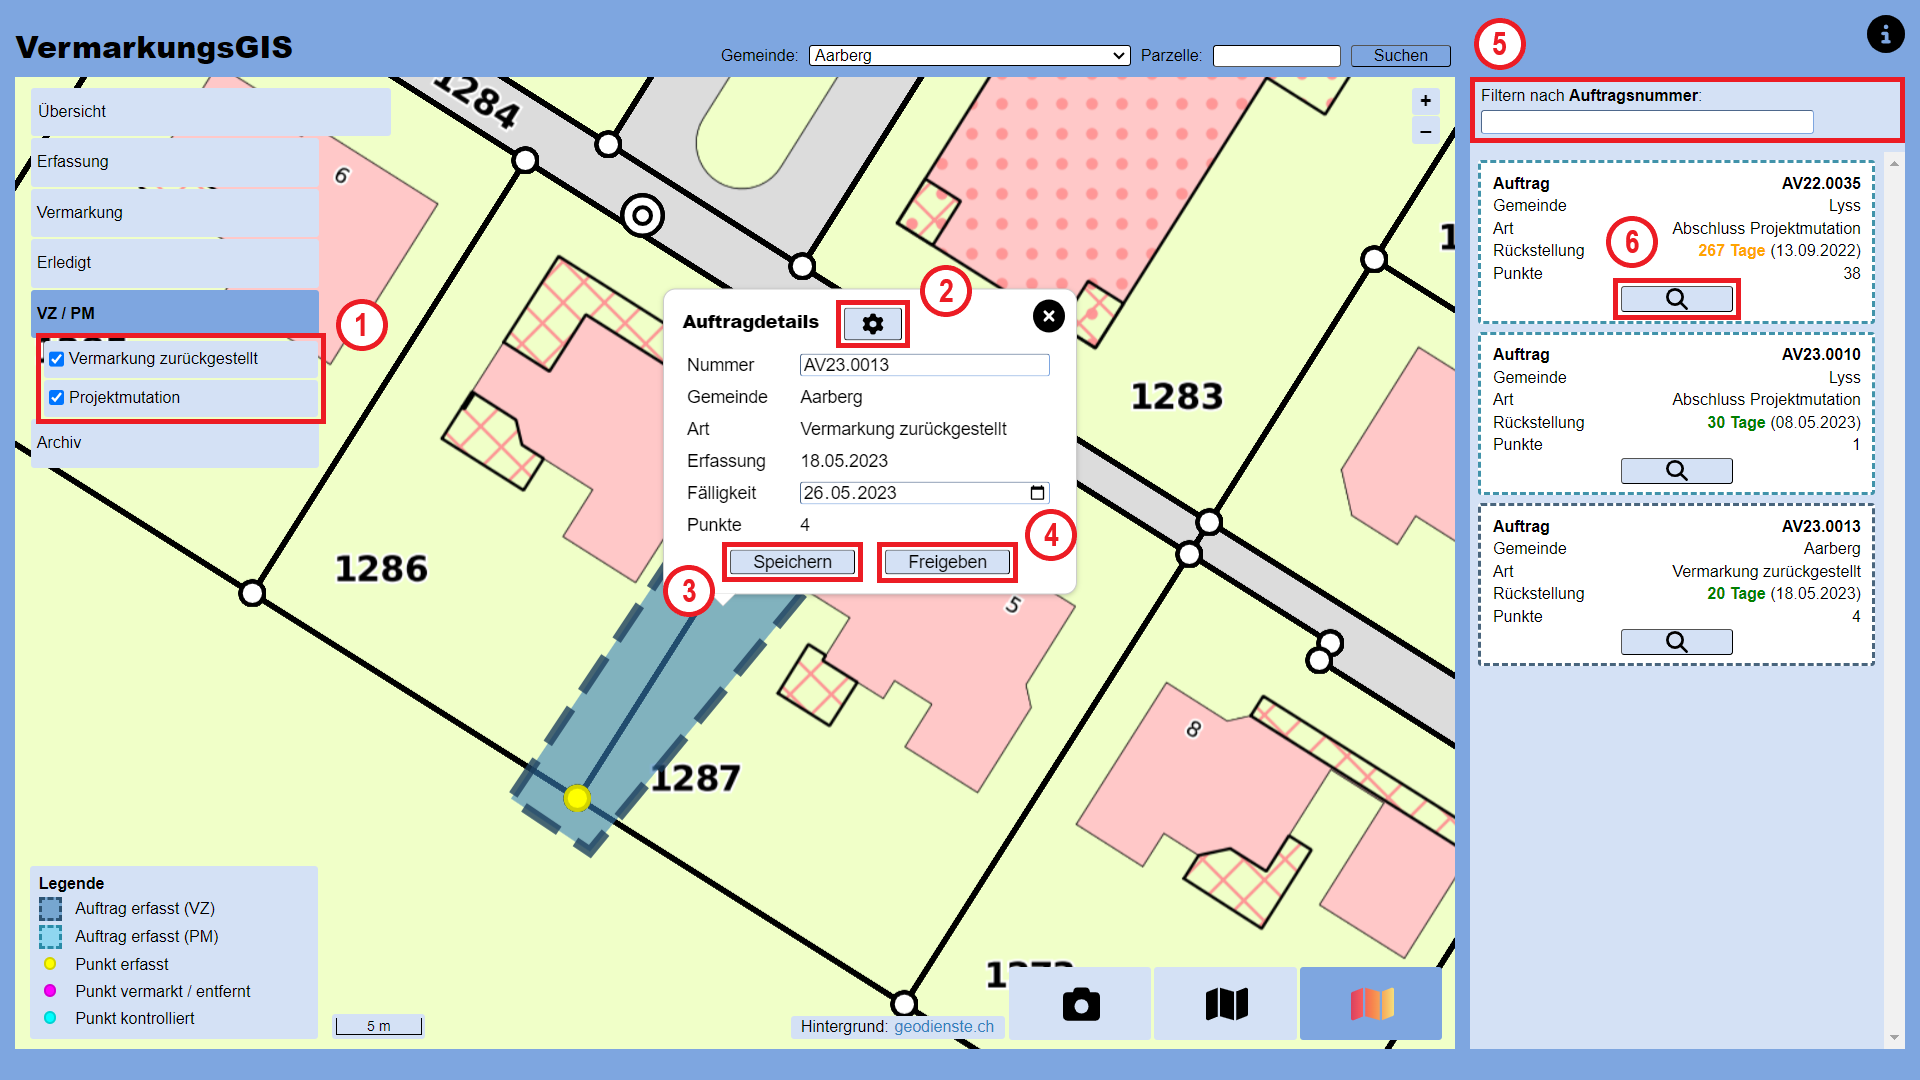 VermarkungsGIS
Gemeinde: Aarberg Parzelle: Suchen
5
Übersicht
Erfassung
Vermarkung
Erledigt
VZ / PM
Vermarkung zurückgestellt
Projektmutation
Archiv
1
+
−
1284
6
1283
1286
1287
5
8
2
Auftragdetails
Nummer AV23.0013
Gemeinde Aarberg
Art Vermarkung zurückgestellt
Erfassung 18.05.2023
Fälligkeit 26.05.2023
Punkte 4
Speichern Freigeben
3
4
Legende
Auftrag erfasst (VZ)
Auftrag erfasst (PM)
Punkt erfasst
Punkt vermarkt / entfernt
Punkt kontrolliert
5 m
Hintergrund: geodienste.ch
Filtern nach Auftragsnummer:
Auftrag AV22.0035
Gemeinde Lyss
Art Abschluss Projektmutation
Rückstellung 267 Tage (13.09.2022)
Punkte 38
6
Auftrag AV23.0010
Gemeinde Lyss
Art Abschluss Projektmutation
Rückstellung 30 Tage (08.05.2023)
Punkte 1
Auftrag AV23.0013
Gemeinde Aarberg
Art Vermarkung zurückgestellt
Rückstellung 20 Tage (18.05.2023)
Punkte 4